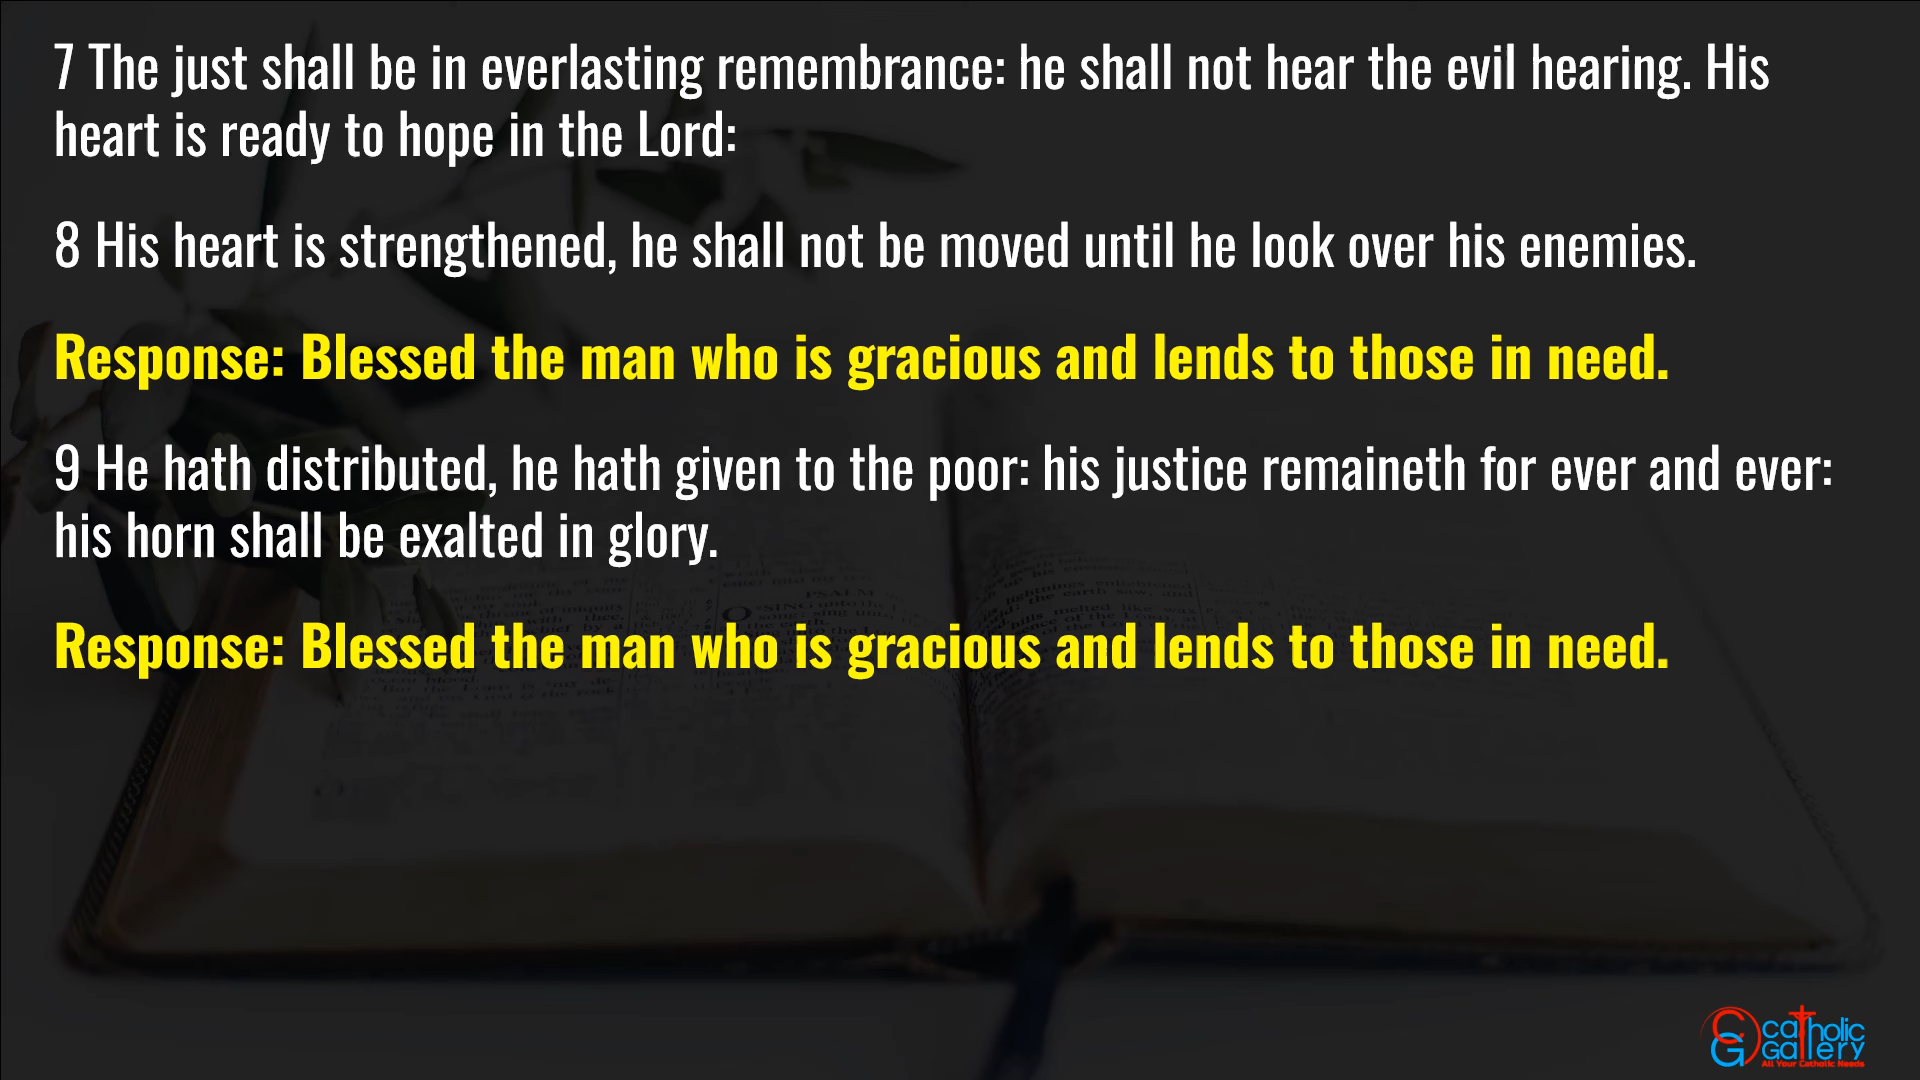 7 The just shall be in everlasting remembrance: he shall not hear the evil hearing. His
heart is ready to hope in the Lord:
8 His heart is strengthened, he shall not be moved until he look over his enemies.
Response: Blessed the man who is gracious and lends to those in need.
9 He hath distributed, he hath given to the poor: his justice remaineth for ever and ever:
his horn shall be exalted in glory.
Response: Blessed the man who is gracious and lends to those in need.
catholic
Gallery
All Your Catholic Needs